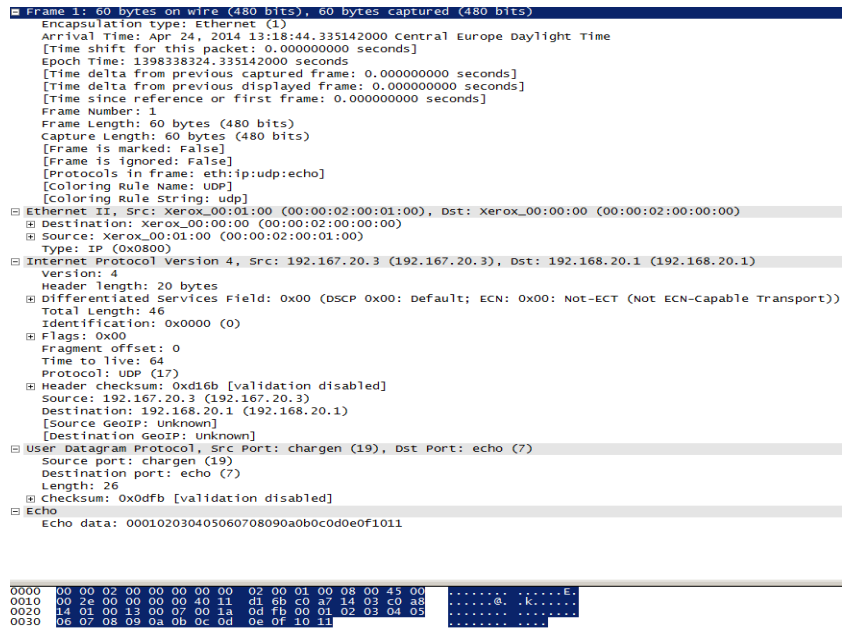 Frame 1: 60 bytes on wire (480 bits), 60 bytes captured (480 bits)
Encapsulation type: Ethernet (1)
Arrival Time: Apr 24, 2014 13:18:44.335142000 Central Europe Daylight Time
[Time shift for this packet: 0.000000000 seconds]
Epoch Time: 1398338324.335142000 seconds
[Time delta from previous captured frame: 0.000000000 seconds]
[Time delta from previous displayed frame: 0.000000000 seconds]
[Time since reference or first frame: 0.000000000 seconds]
Frame Number: 1
Frame Length: 60 bytes (480 bits)
Capture Length: 60 bytes (480 bits)
[Frame is marked: False]
[Frame is ignored: False]
[Protocols in frame: eth:ip:udp:echo]
[Coloring Rule Name: UDP]
[Coloring Rule String: udp]
Ethernet II, Src: Xerox_00:01:00 (00:00:02:00:01:00), Dst: Xerox_00:00:00 (00:00:02:00:00:00)
Destination: Xerox_00:00:00 (00:00:02:00:00:00)
Source: Xerox_00:01:00 (00:00:02:00:01:00)
Type: IP (0x0800)
Internet Protocol Version 4, Src: 192.167.20.3 (192.167.20.3), Dst: 192.168.20.1 (192.168.20.1)
Version: 4
Header length: 20 bytes
Differentiated Services Field: 0x00 (DSCP 0x00: Default; ECN: 0x00: Not-ECT (Not ECN-Capable Transport))
Total Length: 46
Identification: 0x0000 (0)
Flags: 0x00
Fragment offset: 0
Time to live: 64
Protocol: UDP (17)
Header checksum: 0xd16b [validation disabled]
Source: 192.167.20.3 (192.167.20.3)
Destination: 192.168.20.1 (192.168.20.1)
[Source GeoIP: Unknown]
[Destination GeoIP: Unknown]
User Datagram Protocol, Src Port: chargen (19), Dst Port: echo (7)
Source port: chargen (19)
Destination port: echo (7)
Length: 26
Checksum: 0x0dfb [validation disabled]
Echo
Echo data: 000102030405060708090a0b0c0d0e0f1011
0000 00 00 02 00 00 00 00 00 02 00 01 00 08 00 45 00 ........ ......E.
0010 00 2e 00 00 00 00 40 11 d1 6b c0 a7 14 03 c0 a8 ......@. .k......
0020 14 01 00 13 00 07 00 1a 0d fb 00 01 02 03 04 05 ........ ........
0030 06 07 08 09 0a 0b 0c 0d 0e 0f 10 11 ........ ....